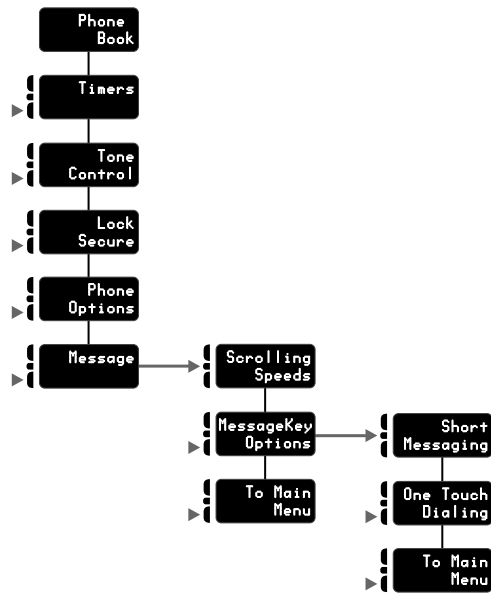 Phone
Book
Timers
Tone
Control
Lock
Secure
Phone
Options
Message
Scrolling
Speeds
MessageKey
Options
To Main
Menu
Short
Messaging
One Touch
Dialing
To Main
Menu